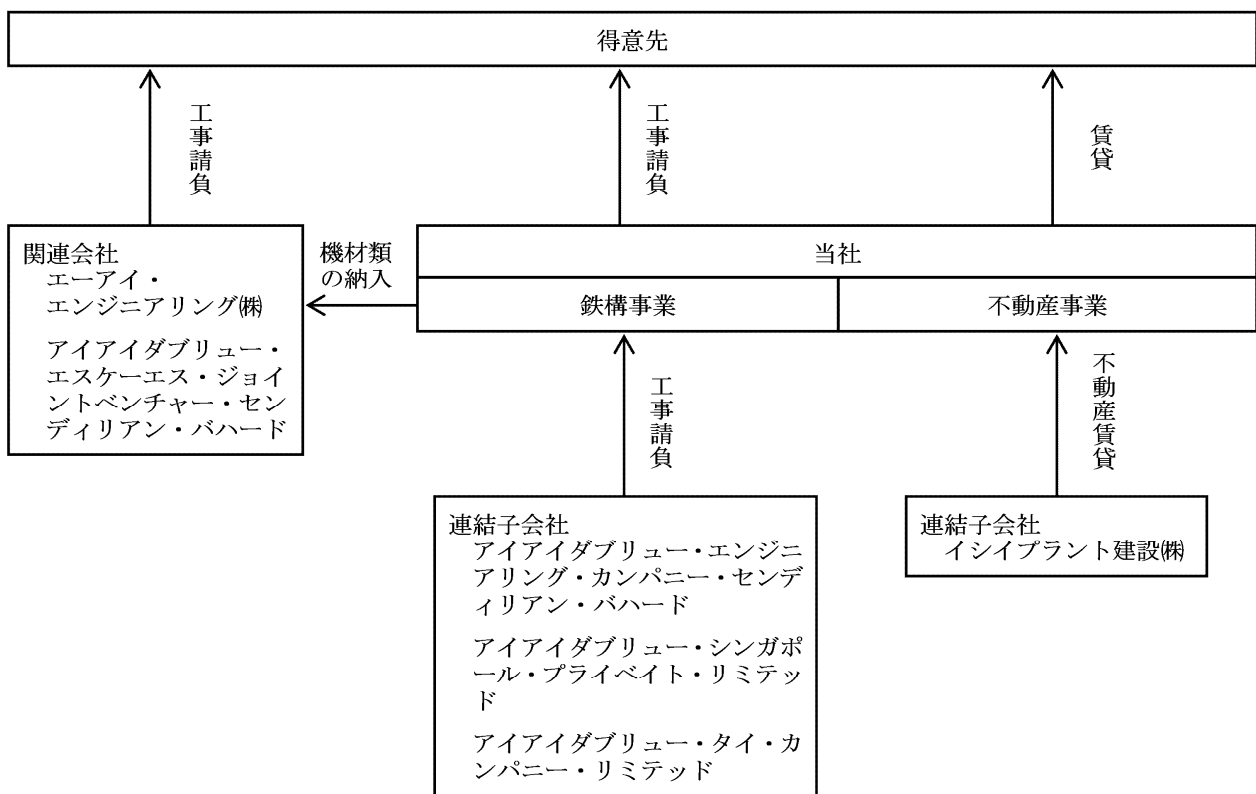 得意先
工事請負
工事請負
賃貸
関連会社
エーアイ・
エンジニアリング㈱
アイアイダブリュー・
エスケーエス・ジョイ
ントベンチャー・セン
ディリアン・バハード
機材類
の納入
当社
鉄構事業
不動産事業
工事請負
不動産賃貸
連結子会社
アイアイダブリュー・エンジニ
アリング・カンパニー・センデ
ィリアン・バハード
アイアイダブリュー・シンガポ
ール・プライベイト・リミテッ
ド
アイアイダブリュー・タイ・カ
ンパニー・リミテッド
連結子会社
イシイプラント建設㈱